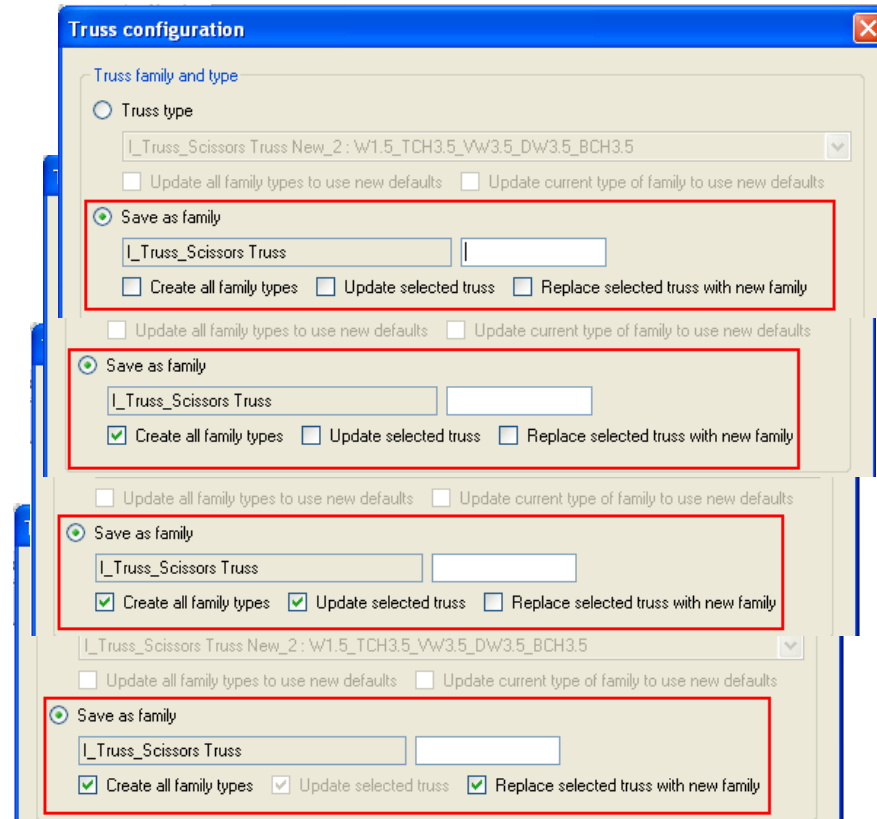 Truss configuration
Truss family and type
Truss type
I_Truss_Scissors Truss New_2 : W1.5_TCH3.5_VW3.5_DW3.5_BCH3.5
Update all family types to use new defaults Update current type of family to use new defaults
Save as family
I_Truss_Scissors Truss
Create all family types Update selected truss Replace selected truss with new family
Update all family types to use new defaults Update current type of family to use new defaults
Save as family
I_Truss_Scissors Truss
Create all family types Update selected truss Replace selected truss with new family
Update all family types to use new defaults Update current type of family to use new defaults
Save as family
I_Truss_Scissors Truss
Create all family types Update selected truss Replace selected truss with new family
I_Truss_Scissors Truss New_2 : W1.5_TCH3.5_VW3.5_DW3.5_BCH3.5
Update all family types to use new defaults Update current type of family to use new defaults
Save as family
I_Truss_Scissors Truss
Create all family types Update selected truss Replace selected truss with new family